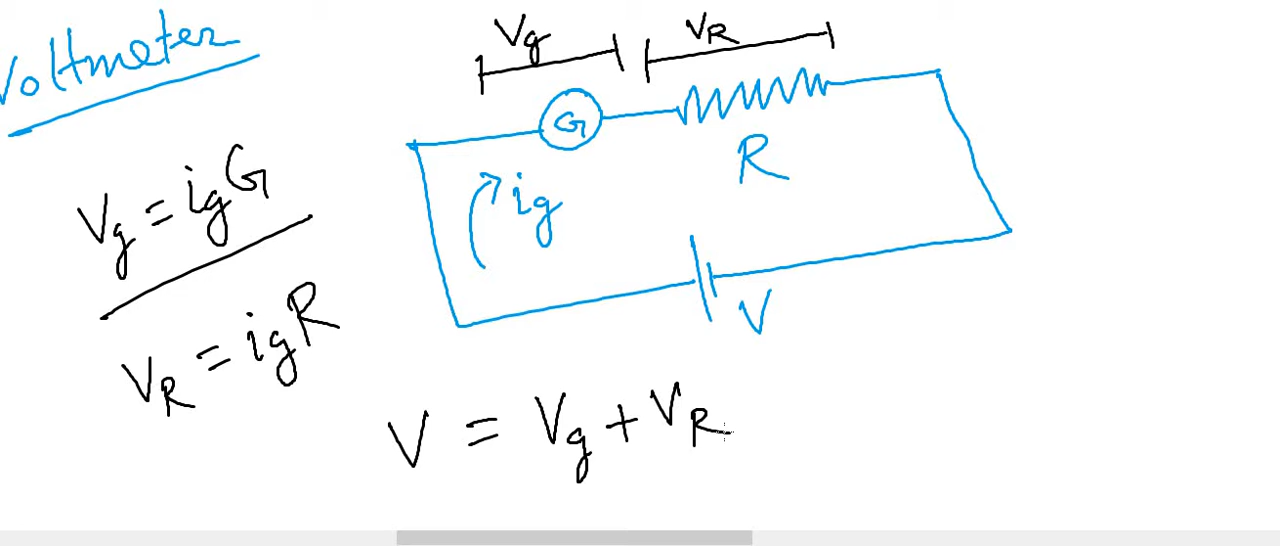 Voltmeter
Vg VR
G
R
ig
V
Vg = igG
VR = igR
V = Vg + VR